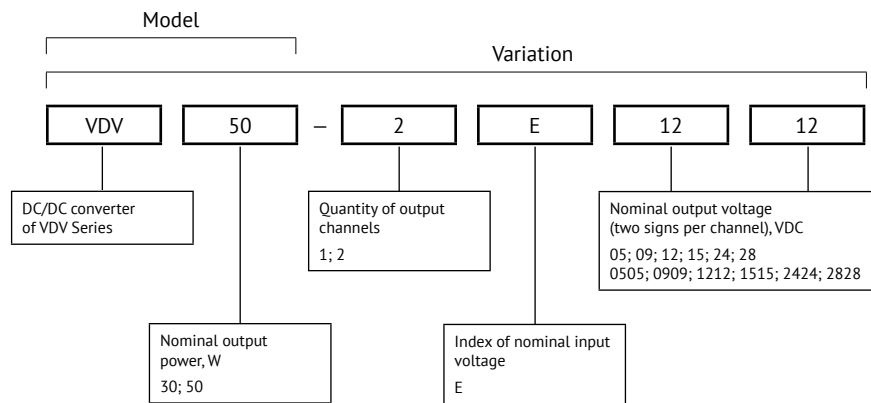 Model
Variation
VDV 50 – 2 E 12 12
DC/DC converter
of VDV Series
Quantity of output
channels
1; 2
Nominal output voltage
(two signs per channel), VDC
05; 09; 12; 15; 24; 28
0505; 0909; 1212; 1515; 2424; 2828
Nominal output
power, W
30; 50
Index of nominal input
voltage
E